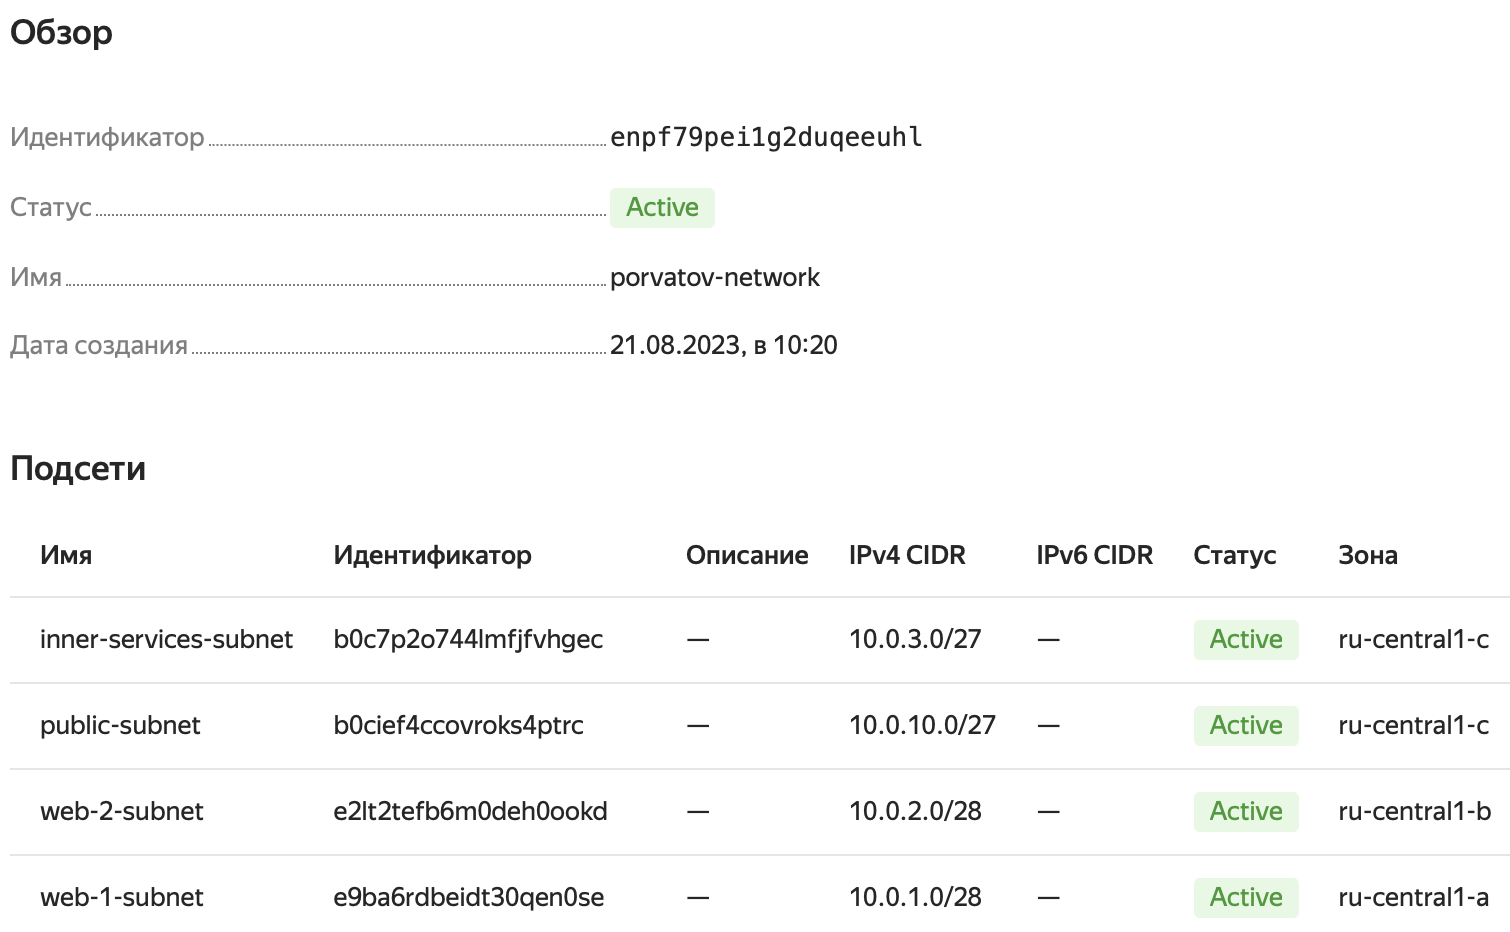 Обзор
Идентификатор enpf79pei1g2duqeeuhl
Статус Active
Имя porvatov-network
Дата создания 21.08.2023, в 10:20
Подсети
Имя Идентификатор Описание IPv4 CIDR IPv6 CIDR Статус Зона
inner-services-subnet b0c7p2o744lmfjfvhgec — 10.0.3.0/27 — Active ru-central1-c
public-subnet b0cief4ccovroks4ptrc — 10.0.10.0/27 — Active ru-central1-c
web-2-subnet e2lt2tefb6m0deh0ookd — 10.0.2.0/28 — Active ru-central1-b
web-1-subnet e9ba6rdbeidt30qen0se — 10.0.1.0/28 — Active ru-central1-a